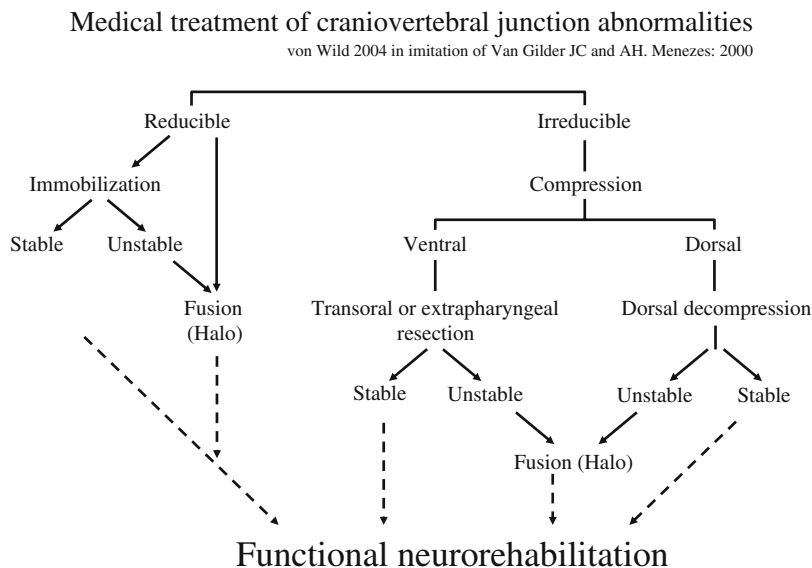 Medical treatment of craniovertebral junction abnormalities
von Wild 2004 in imitation of Van Gilder JC and AH. Menezes: 2000
Reducible
Irreducible
Immobilization
Compression
Stable
Unstable
Ventral
Dorsal
Fusion
(Halo)
Transoral or extrapharyngeal
resection
Dorsal decompression
Stable
Unstable
Unstable
Stable
Fusion (Halo)
Functional neurorehabilitation